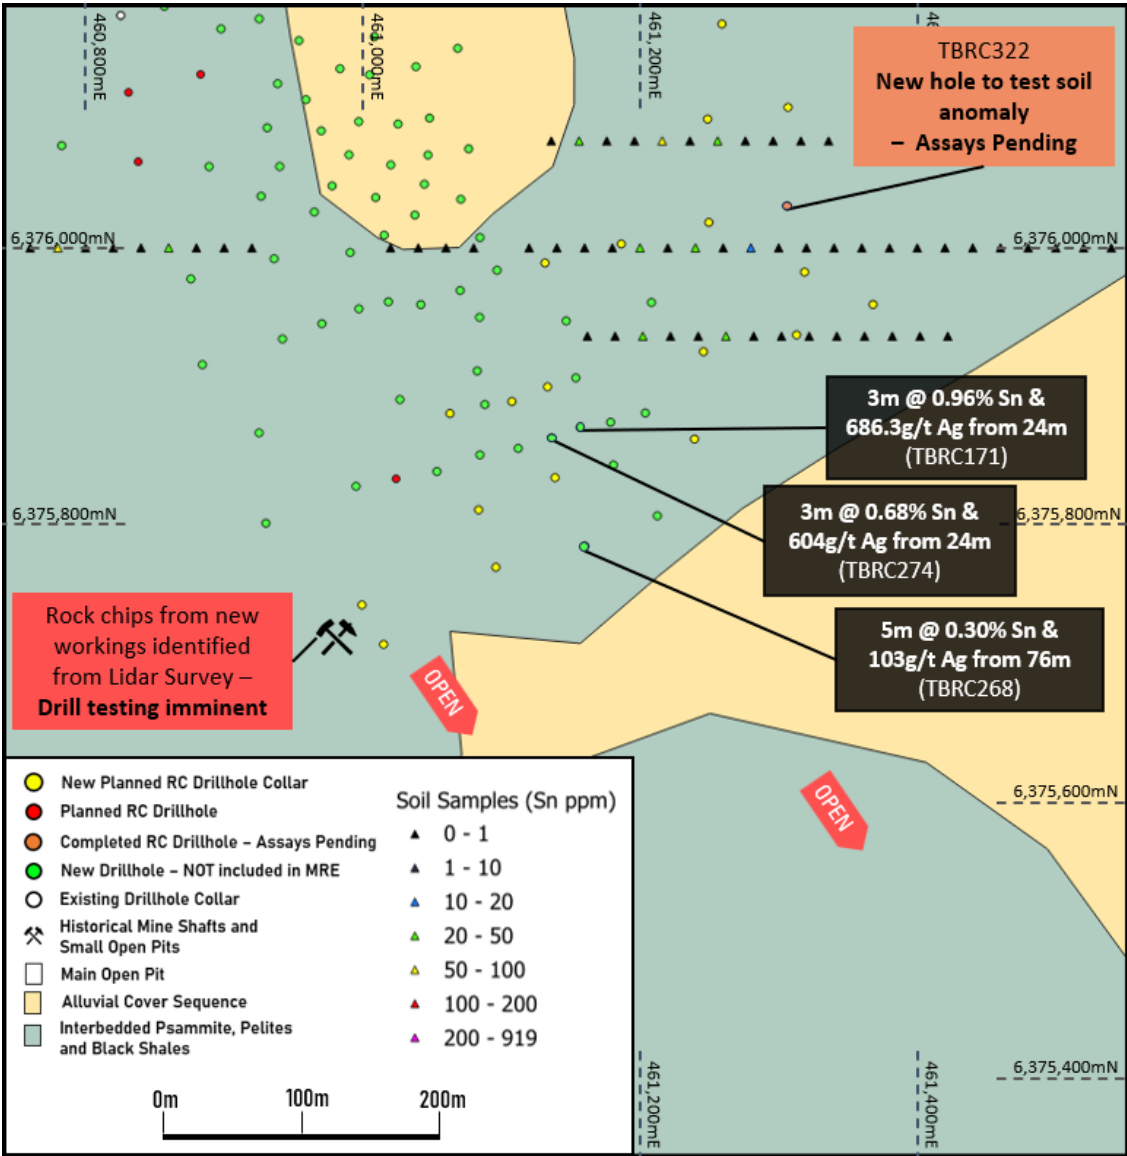 460,800mE
461,000mE
461,200mE
46
TBRC322
New hole to test soil
anomaly
– Assays Pending
6,376,000mN
6,376,000mN
3m @ 0.96% Sn &
686.3g/t Ag from 24m
(TBRC171)
3m @ 0.68% Sn &
604g/t Ag from 24m
(TBRC274)
6,375,800mN
6,375,800mN
5m @ 0.30% Sn &
103g/t Ag from 76m
(TBRC268)
Rock chips from new
workings identified
from Lidar Survey –
Drill testing imminent
OPEN
OPEN
6,375,600mN
New Planned RC Drillhole Collar
Planned RC Drillhole
Completed RC Drillhole – Assays Pending
New Drillhole – NOT included in MRE
Existing Drillhole Collar
Historical Mine Shafts and
Small Open Pits
Main Open Pit
Alluvial Cover Sequence
Interbedded Psammite, Pelites
and Black Shales
Soil Samples (Sn ppm)
0 - 1
1 - 10
10 - 20
20 - 50
50 - 100
100 - 200
200 - 919
0m
100m
200m
461,200mE
461,400mE
6,375,400mN